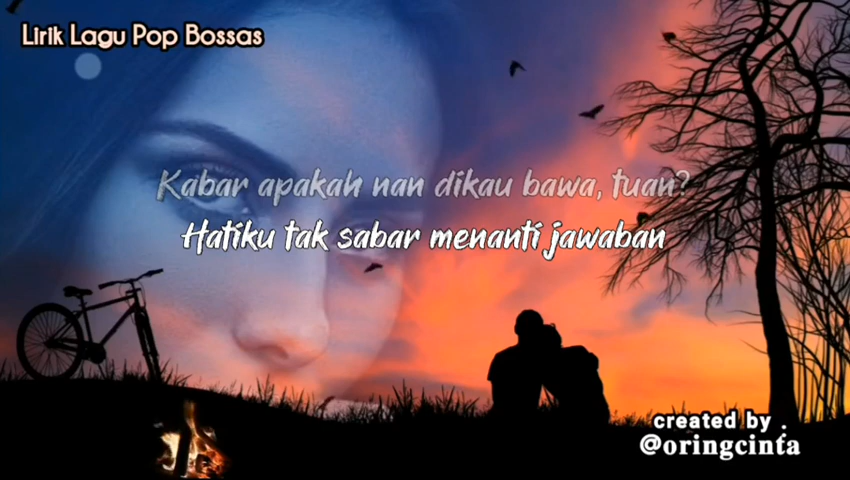 Lirik Lagu Pop Bossas
Kabar apakah nan dikau bawa, tuan?
Hatiku tak sabar menanti jawaban
created by .
@oringcinta